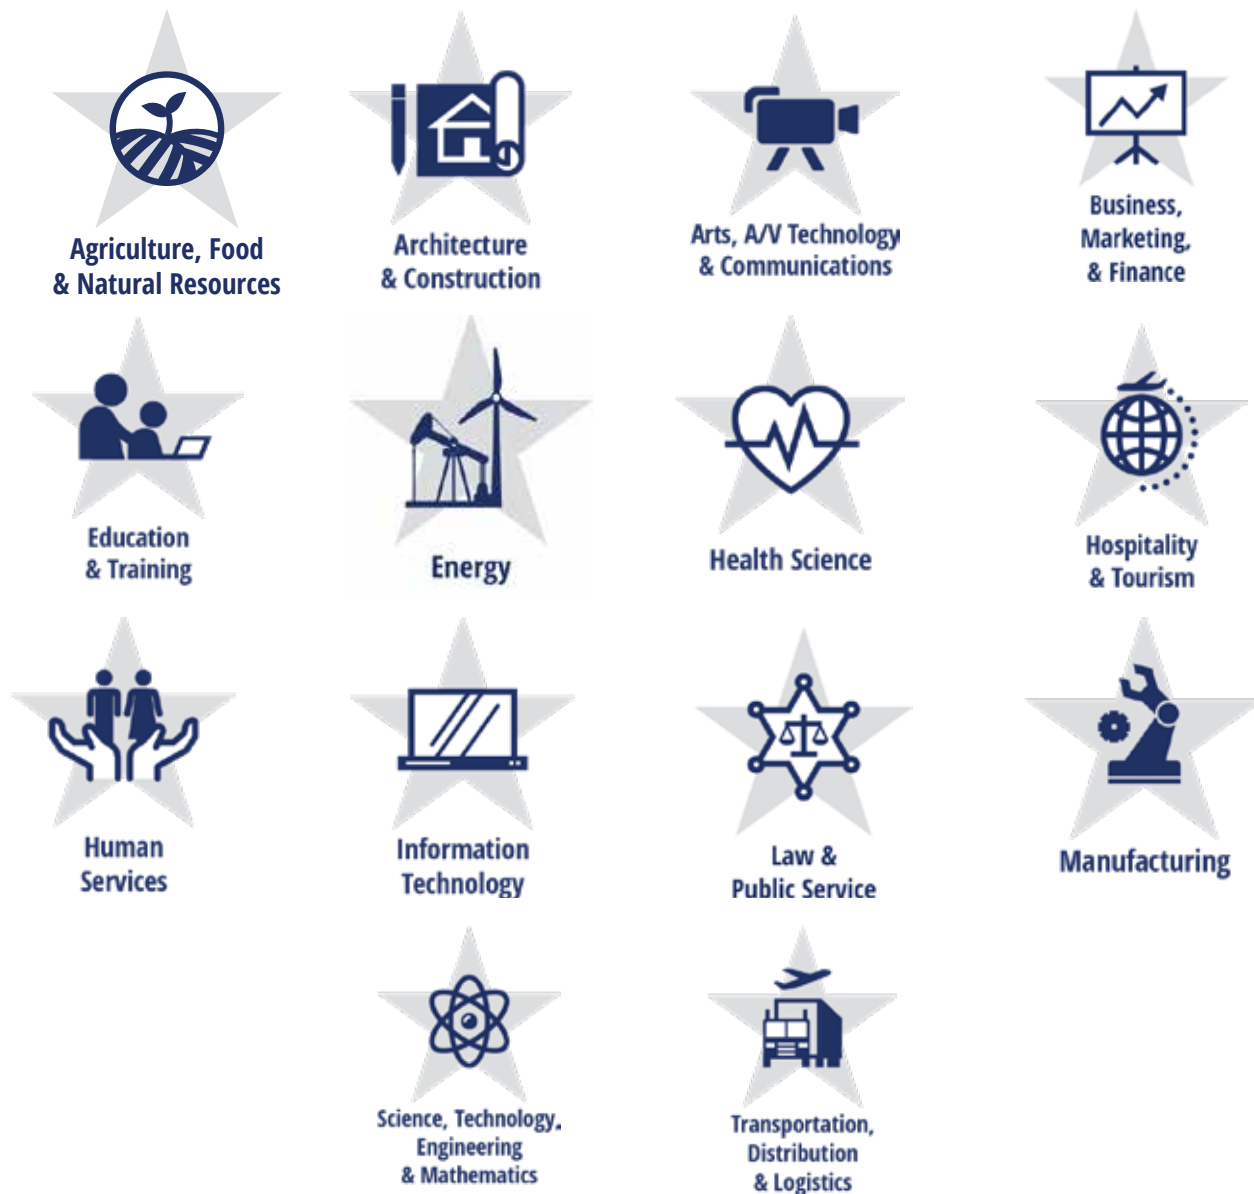 Agriculture, Food
& Natural Resources
Architecture
& Construction
Arts, A/V Technology
& Communications
Business,
Marketing,
& Finance
Education
& Training
Energy
Health Science
Hospitality
& Tourism
Human
Services
Information
Technology
Law &
Public Service
Manufacturing
Science, Technology,
Engineering
& Mathematics
Transportation,
Distribution
& Logistics